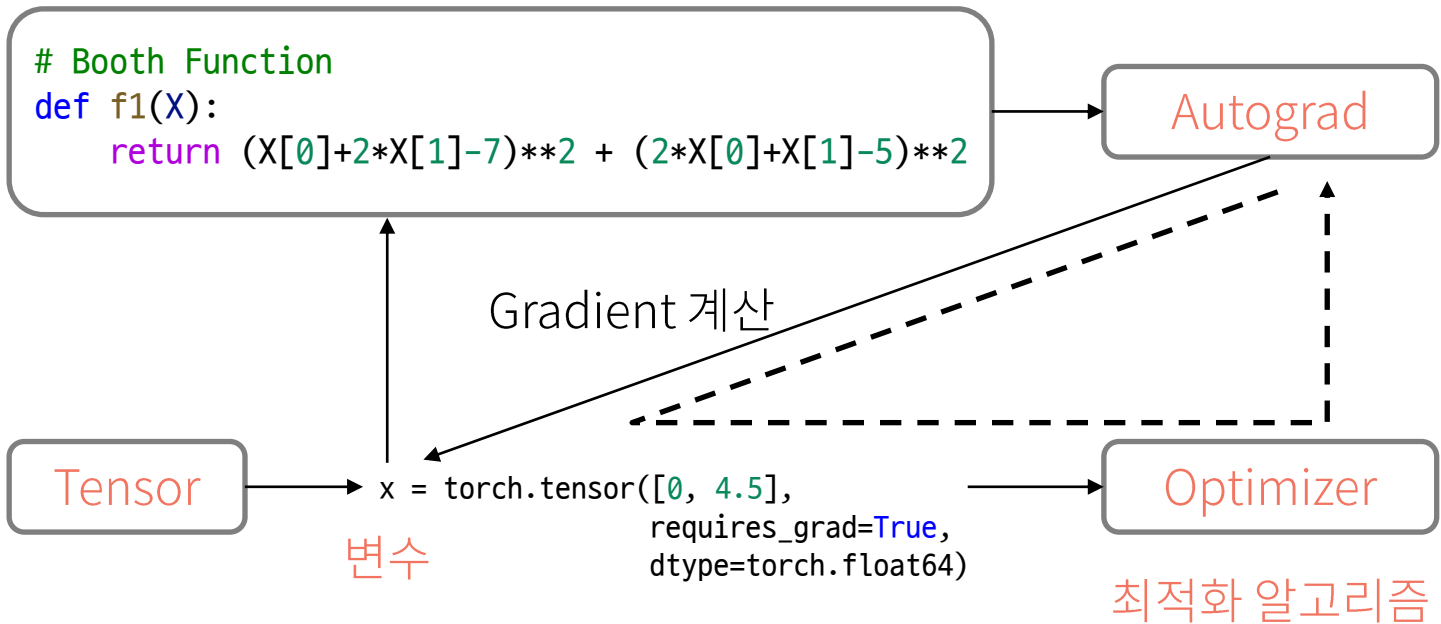 # Booth Function
def f1(X):
    return (X[0]+2*X[1]-7)**2 + (2*X[0]+X[1]-5)**2
Autograd
Gradient 계산
Tensor
x = torch.tensor([0, 4.5],
requires_grad=True,
dtype=torch.float64)
변수
Optimizer
최적화 알고리즘